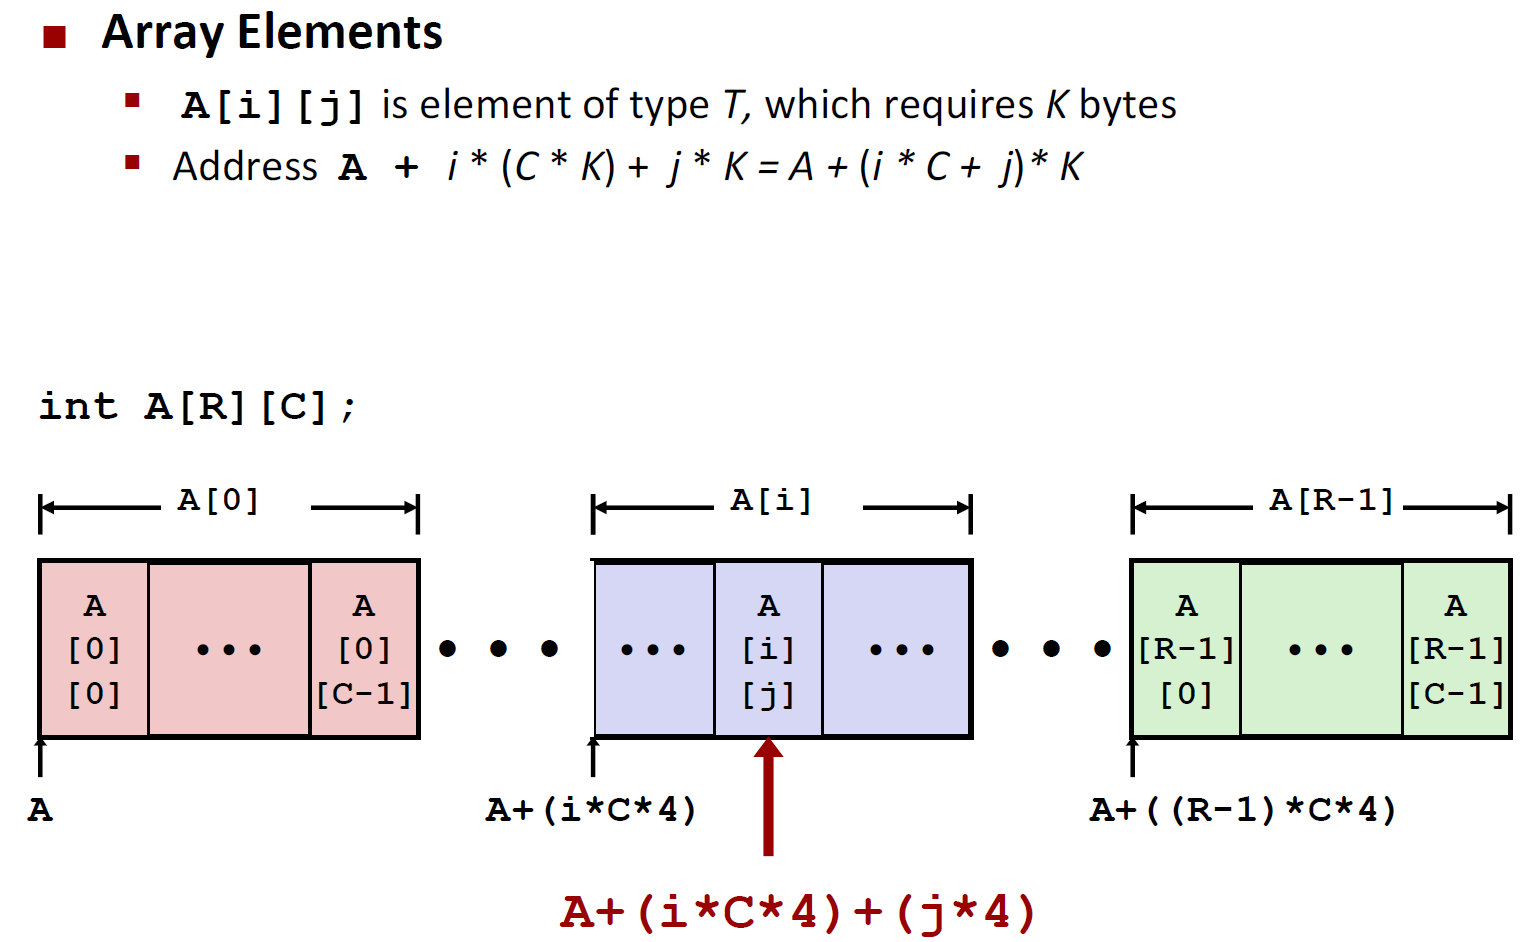 Array Elements
A[i][j] is element of type T, which requires K bytes
Address A + i * (C * K) + j * K = A + (i * C + j)* K
int A[R][C];
A[0] A[i] A[R-1]
A ••• A • • • ••• A ••• • • • A ••• A
[0] [0] [i] [R-1] [R-1]
[0] [C-1] [j] [0] [C-1]
A A+(i*C*4) A+((R-1)*C*4)
A+(i*C*4)+(j*4)